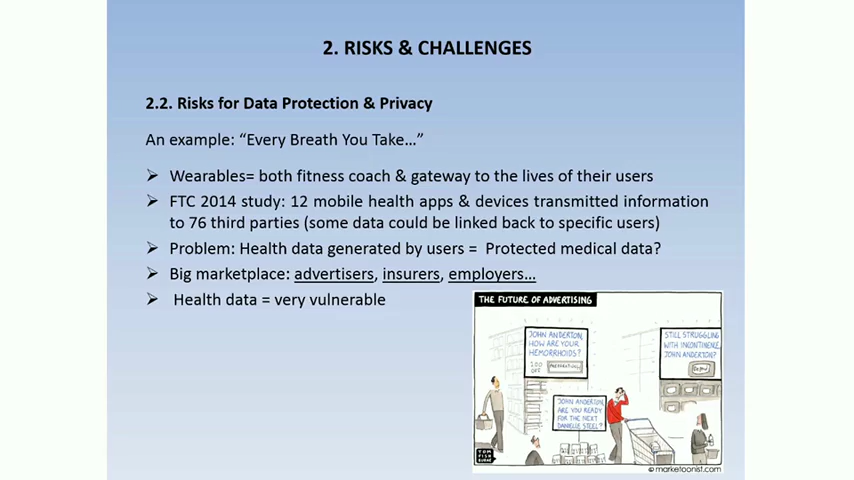 2. RISKS & CHALLENGES
2.2. Risks for Data Protection & Privacy
An example: “Every Breath You Take…”
➢ Wearables= both fitness coach & gateway to the lives of their users
➢ FTC 2014 study: 12 mobile health apps & devices transmitted information
to 76 third parties (some data could be linked back to specific users)
➢ Problem: Health data generated by users = Protected medical data?
➢ Big marketplace: advertisers, insurers, employers…
➢ Health data = very vulnerable
THE FUTURE OF ADVERTISING
JOHN ANDERTON,
HOW ARE YOUR
HEMORRHOIDS?
STILL STRUGGLING
WITH INCONTINENCE,
JOHN ANDERTON?
JOHN ANDERTON,
ARE YOU READY
FOR THE NEXT
DANIELLE STEEL?
TOM
FISH
BURNE
© marketoonist.com